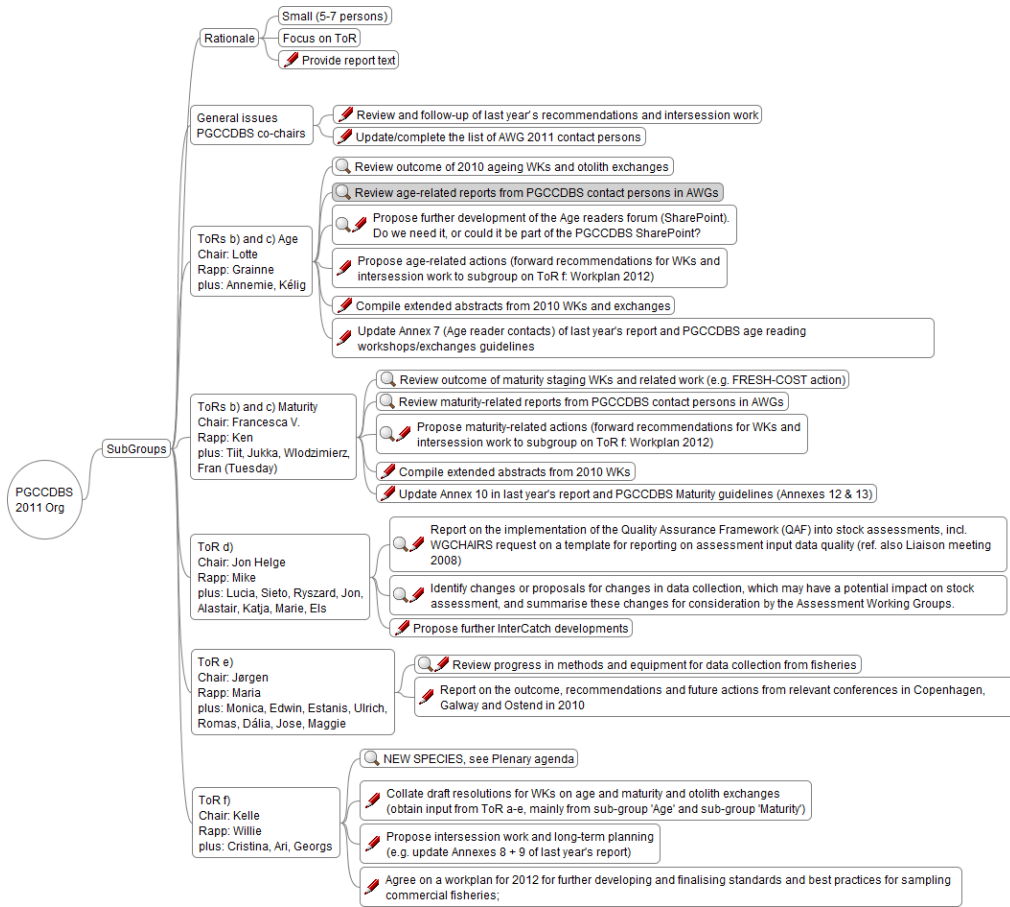 PGCCDBS
2011 Org
SubGroups
Rationale
Small (5-7 persons)
Focus on ToR
Provide report text
General issues
PGCCDBS co-chairs
Review and follow-up of last year's recommendations and intersession work
Update/complete the list of AWG 2011 contact persons
ToRs b) and c) Age
Chair: Lotte
Rapp: Grainne
plus: Annemie, Kélig
Review outcome of 2010 ageing WKs and otolith exchanges
Review age-related reports from PGCCDBS contact persons in AWGs
Propose further development of the Age readers forum (SharePoint).
Do we need it, or could it be part of the PGCCDBS SharePoint?
Propose age-related actions (forward recommendations for WKs and
intersession work to subgroup on ToR f: Workplan 2012)
Compile extended abstracts from 2010 WKs and exchanges
Update Annex 7 (Age reader contacts) of last year's report and PGCCDBS age reading
workshops/exchanges guidelines
ToRs b) and c) Maturity
Chair: Francesca V.
Rapp: Ken
plus: Tiit, Jukka, Wlodzimierz,
Fran (Tuesday)
Review outcome of maturity staging WKs and related work (e.g. FRESH-COST action)
Review maturity-related reports from PGCCDBS contact persons in AWGs
Propose maturity-related actions (forward recommendations for WKs and
intersession work to subgroup on ToR f: Workplan 2012)
Compile extended abstracts from 2010 WKs
Update Annex 10 in last year's report and PGCCDBS Maturity guidelines (Annexes 12 & 13)
ToR d)
Chair: Jon Helge
Rapp: Mike
plus: Lucia, Sieto, Ryszard, Jon,
Alastair, Katja, Marie, Els
Report on the implementation of the Quality Assurance Framework (QAF) into stock assessments, incl.
WGCHAIRS request on a template for reporting on assessment input data quality (ref. also Liaison meeting
2008)
Identify changes or proposals for changes in data collection, which may have a potential impact on stock
assessment, and summarise these changes for consideration by the Assessment Working Groups.
Propose further InterCatch developments
ToR e)
Chair: Jørgen
Rapp: Maria
plus: Monica, Edwin, Estanis, Ulrich,
Romas, Dália, Jose, Maggie
Review progress in methods and equipment for data collection from fisheries
Report on the outcome, recommendations and future actions from relevant conferences in Copenhagen,
Galway and Ostend in 2010
ToR f)
Chair: Kelle
Rapp: Willie
plus: Cristina, Ari, Georgs
NEW SPECIES, see Plenary agenda
Collate draft resolutions for WKs on age and maturity and otolith exchanges
(obtain input from ToR a-e, mainly from sub-group 'Age' and sub-group 'Maturity')
Propose intersession work and long-term planning
(e.g. update Annexes 8 + 9 of last year's report)
Agree on a workplan for 2012 for further developing and finalising standards and best practices for sampling
commercial fisheries;